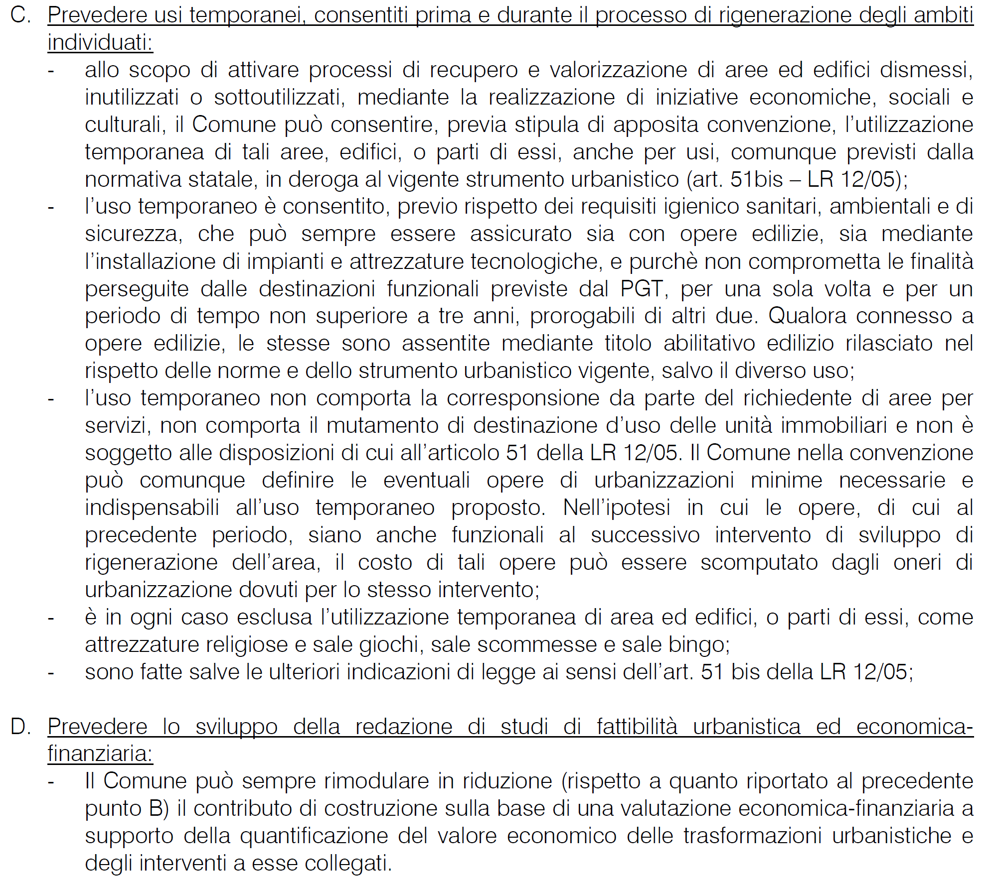 C. Prevedere usi temporanei, consentiti prima e durante il processo di rigenerazione degli ambiti
individuati:
- allo scopo di attivare processi di recupero e valorizzazione di aree ed edifici dismessi,
inutilizzati o sottoutilizzati, mediante la realizzazione di iniziative economiche, sociali e
culturali, il Comune può consentire, previa stipula di apposita convenzione, l’utilizzazione
temporanea di tali aree, edifici, o parti di essi, anche per usi, comunque previsti dalla
normativa statale, in deroga al vigente strumento urbanistico (art. 51bis – LR 12/05);
- l’uso temporaneo è consentito, previo rispetto dei requisiti igienico sanitari, ambientali e di
sicurezza, che può sempre essere assicurato sia con opere edilizie, sia mediante
l’installazione di impianti e attrezzature tecnologiche, e purchè non comprometta le finalità
perseguite dalle destinazioni funzionali previste dal PGT, per una sola volta e per un
periodo di tempo non superiore a tre anni, prorogabili di altri due. Qualora connesso a
opere edilizie, le stesse sono assentite mediante titolo abilitativo edilizio rilasciato nel
rispetto delle norme e dello strumento urbanistico vigente, salvo il diverso uso;
- l’uso temporaneo non comporta la corresponsione da parte del richiedente di aree per
servizi, non comporta il mutamento di destinazione d’uso delle unità immobiliari e non è
soggetto alle disposizioni di cui all’articolo 51 della LR 12/05. Il Comune nella convenzione
può comunque definire le eventuali opere di urbanizzazioni minime necessarie e
indispensabili all’uso temporaneo proposto. Nell’ipotesi in cui le opere, di cui al
precedente periodo, siano anche funzionali al successivo intervento di sviluppo di
rigenerazione dell’area, il costo di tali opere può essere scomputato dagli oneri di
urbanizzazione dovuti per lo stesso intervento;
- è in ogni caso esclusa l’utilizzazione temporanea di area ed edifici, o parti di essi, come
attrezzature religiose e sale giochi, sale scommesse e sale bingo;
- sono fatte salve le ulteriori indicazioni di legge ai sensi dell’art. 51 bis della LR 12/05;
D. Prevedere lo sviluppo della redazione di studi di fattibilità urbanistica ed economica-
finanziaria:
- Il Comune può sempre rimodulare in riduzione (rispetto a quanto riportato al precedente
punto B) il contributo di costruzione sulla base di una valutazione economica-finanziaria a
supporto della quantificazione del valore economico delle trasformazioni urbanistiche e
degli interventi a esse collegati.